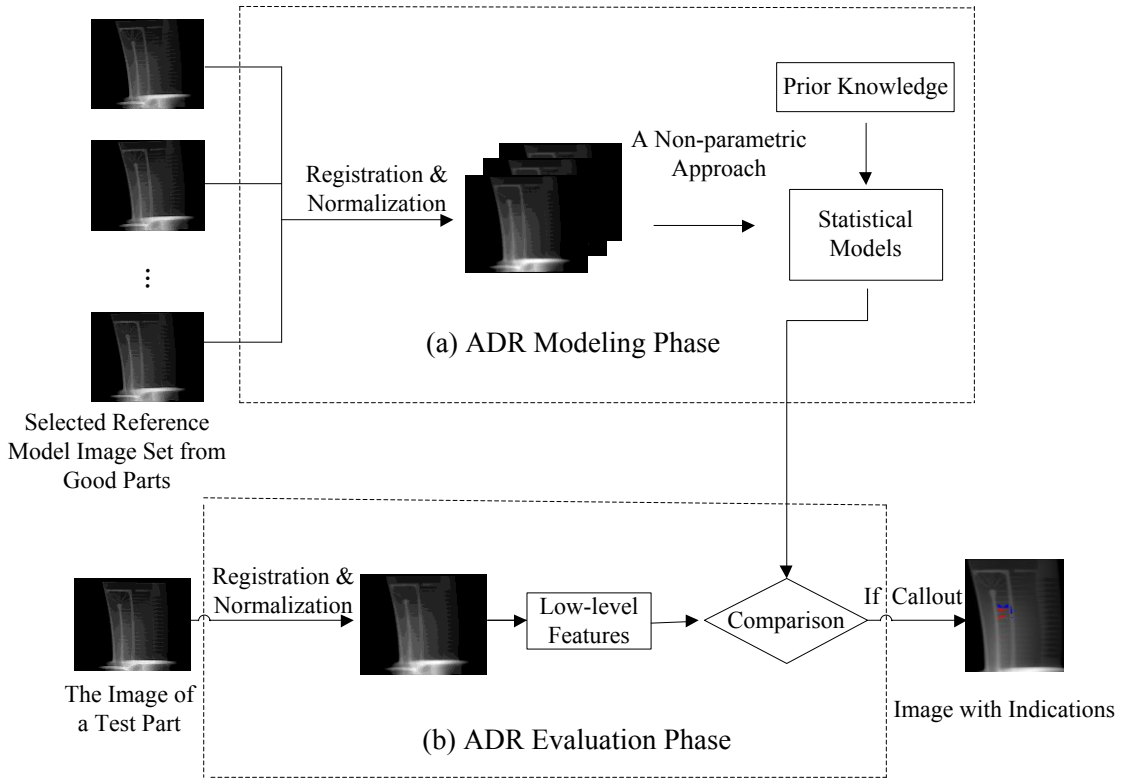 Prior Knowledge
A Non-parametric
Approach
Registration &
Normalization
Statistical
Models
...
(a) ADR Modeling Phase
Selected Reference
Model Image Set from
Good Parts
Registration &
Normalization
Low-level
Features
Comparison
If Callout
The Image of
a Test Part
Image with Indications
(b) ADR Evaluation Phase